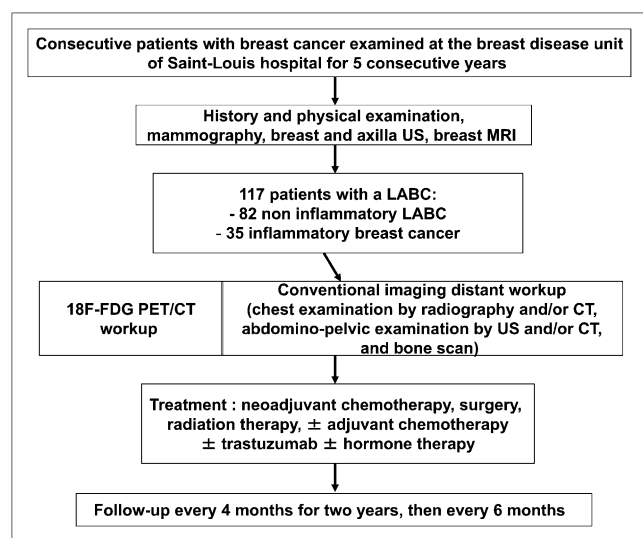 Consecutive patients with breast cancer examined at the breast disease unit
of Saint-Louis hospital for 5 consecutive years
History and physical examination,
mammography, breast and axilla US, breast MRI
117 patients with a LABC:
- 82 non inflammatory LABC
- 35 inflammatory breast cancer
18F-FDG PET/CT
workup
Conventional imaging distant workup
(chest examination by radiography and/or CT,
abdomino-pelvic examination by US and/or CT,
and bone scan)
Treatment : neoadjuvant chemotherapy, surgery,
radiation therapy, ± adjuvant chemotherapy
± trastuzumab ± hormone therapy
Follow-up every 4 months for two years, then every 6 months